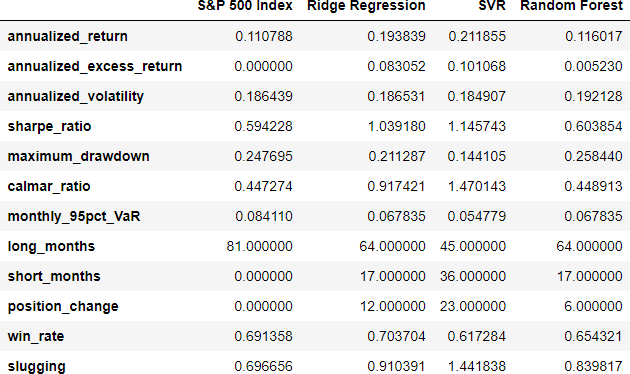 S&P 500 Index Ridge Regression SVR Random Forest
annualized_return 0.110788 0.193839 0.211855 0.116017
annualized_excess_return 0.000000 0.083052 0.101068 0.005230
annualized_volatility 0.186439 0.186531 0.184907 0.192128
sharpe_ratio 0.594228 1.039180 1.145743 0.603854
maximum_drawdown 0.247695 0.211287 0.144105 0.258440
calmar_ratio 0.447274 0.917421 1.470143 0.448913
monthly_95pct_VaR 0.084110 0.067835 0.054779 0.067835
long_months 81.000000 64.000000 45.000000 64.000000
short_months 0.000000 17.000000 36.000000 17.000000
position_change 0.000000 12.000000 23.000000 6.000000
win_rate 0.691358 0.703704 0.617284 0.654321
slugging 0.696656 0.910391 1.441838 0.839817